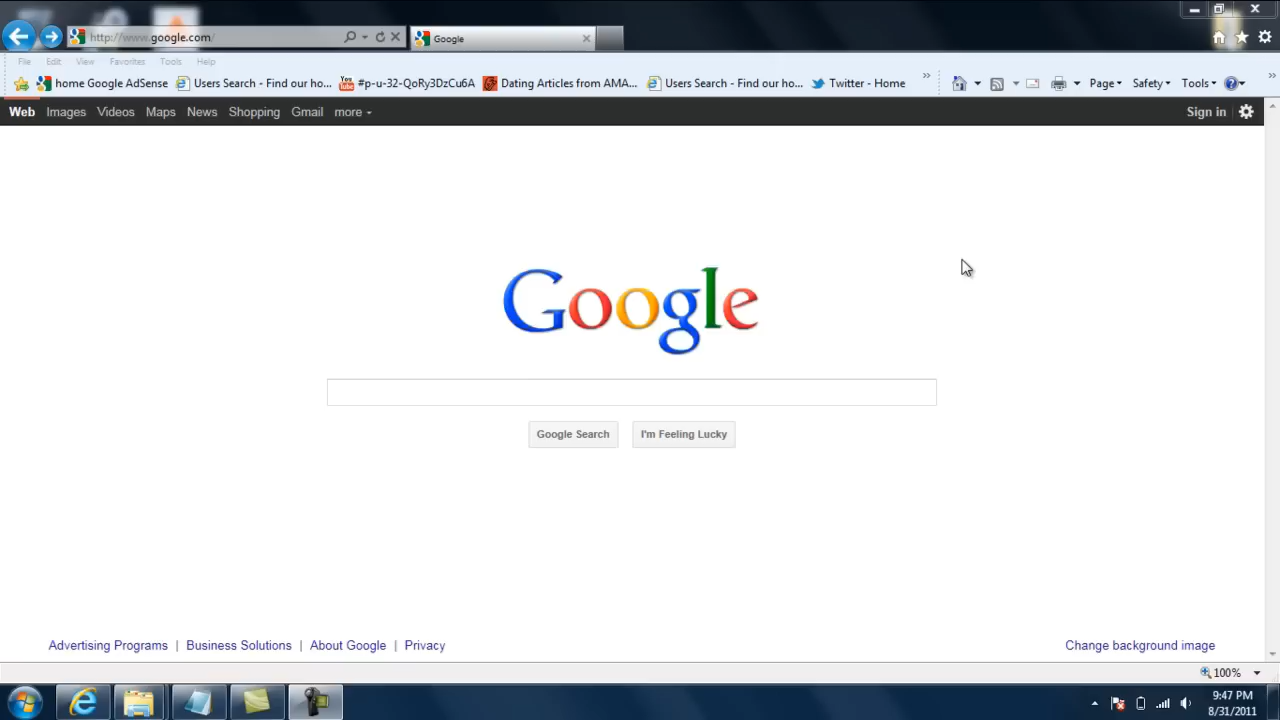 http://www.google.com/
Google
File Edit View Favorites Tools Help
home Google AdSense Users Search - Find our ho... You Tube #p-u-32-QoRy3DzCu6A Dating Articles from AMA... Users Search - Find our ho... Twitter - Home » Page Safety Tools »
Web Images Videos Maps News Shopping Gmail more Sign in
Google
Google Search I'm Feeling Lucky
Advertising Programs | Business Solutions | About Google | Privacy Change background image
100%
9:47 PM
8/31/2011